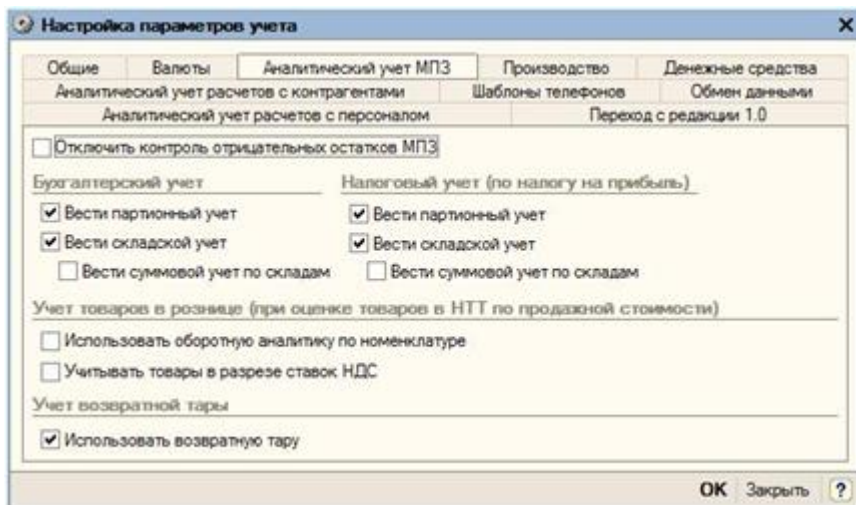 Настройка параметров учета
Общие Валюты Аналитический учет МПЗ Производство Денежные средства
Аналитический учет расчетов с контрагентами Шаблоны телефонов Обмен данными
Аналитический учет расчетов с персоналом Переход с редакции 1.0
Отключить контроль отрицательных остатков МПЗ
Бухгалтерский учет Налоговый учет (по налогу на прибыль)
Вести партионный учет Вести партионный учет
Вести складской учет Вести складской учет
Вести суммовой учет по складам Вести суммовой учет по складам
Учет товаров в рознице (при оценке товаров в НТТ по продажной стоимости)
Использовать оборотную аналитику по номенклатуре
Учитывать товары в разрезе ставок НДС
Учет возвратной тары
Использовать возвратную тару
OK Закрыть ?